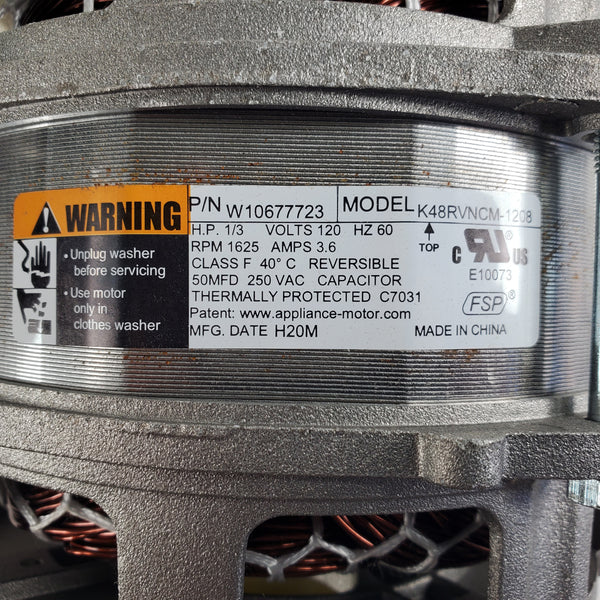 WARNING
• Unplug washer
before servicing
• Use motor
only in
clothes washer
P/N W10677723 MODEL K48RVNCM-1208
H.P. 1/3 VOLTS 120 HZ 60
RPM 1625 AMPS 3.6
CLASS F 40° C REVERSIBLE
50MFD 250 VAC CAPACITOR
THERMALLY PROTECTED C7031
Patent: www.appliance-motor.com
MFG. DATE H20M
TOP
C RU US
E10073
FSP®
MADE IN CHINA